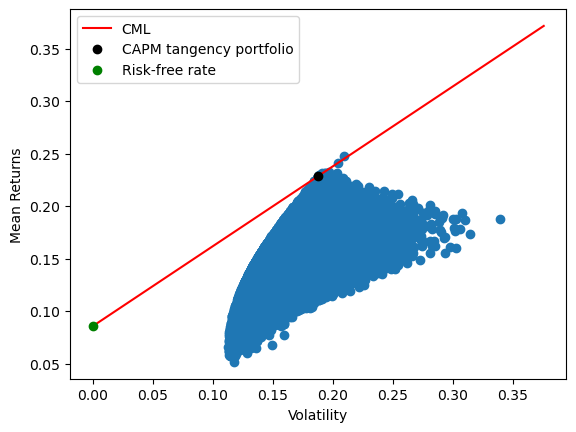 CML
CAPM tangency portfolio
Risk-free rate
Mean Returns
0.35
0.30
0.25
0.20
0.15
0.10
0.05
0.00 0.05 0.10 0.15 0.20 0.25 0.30 0.35
Volatility